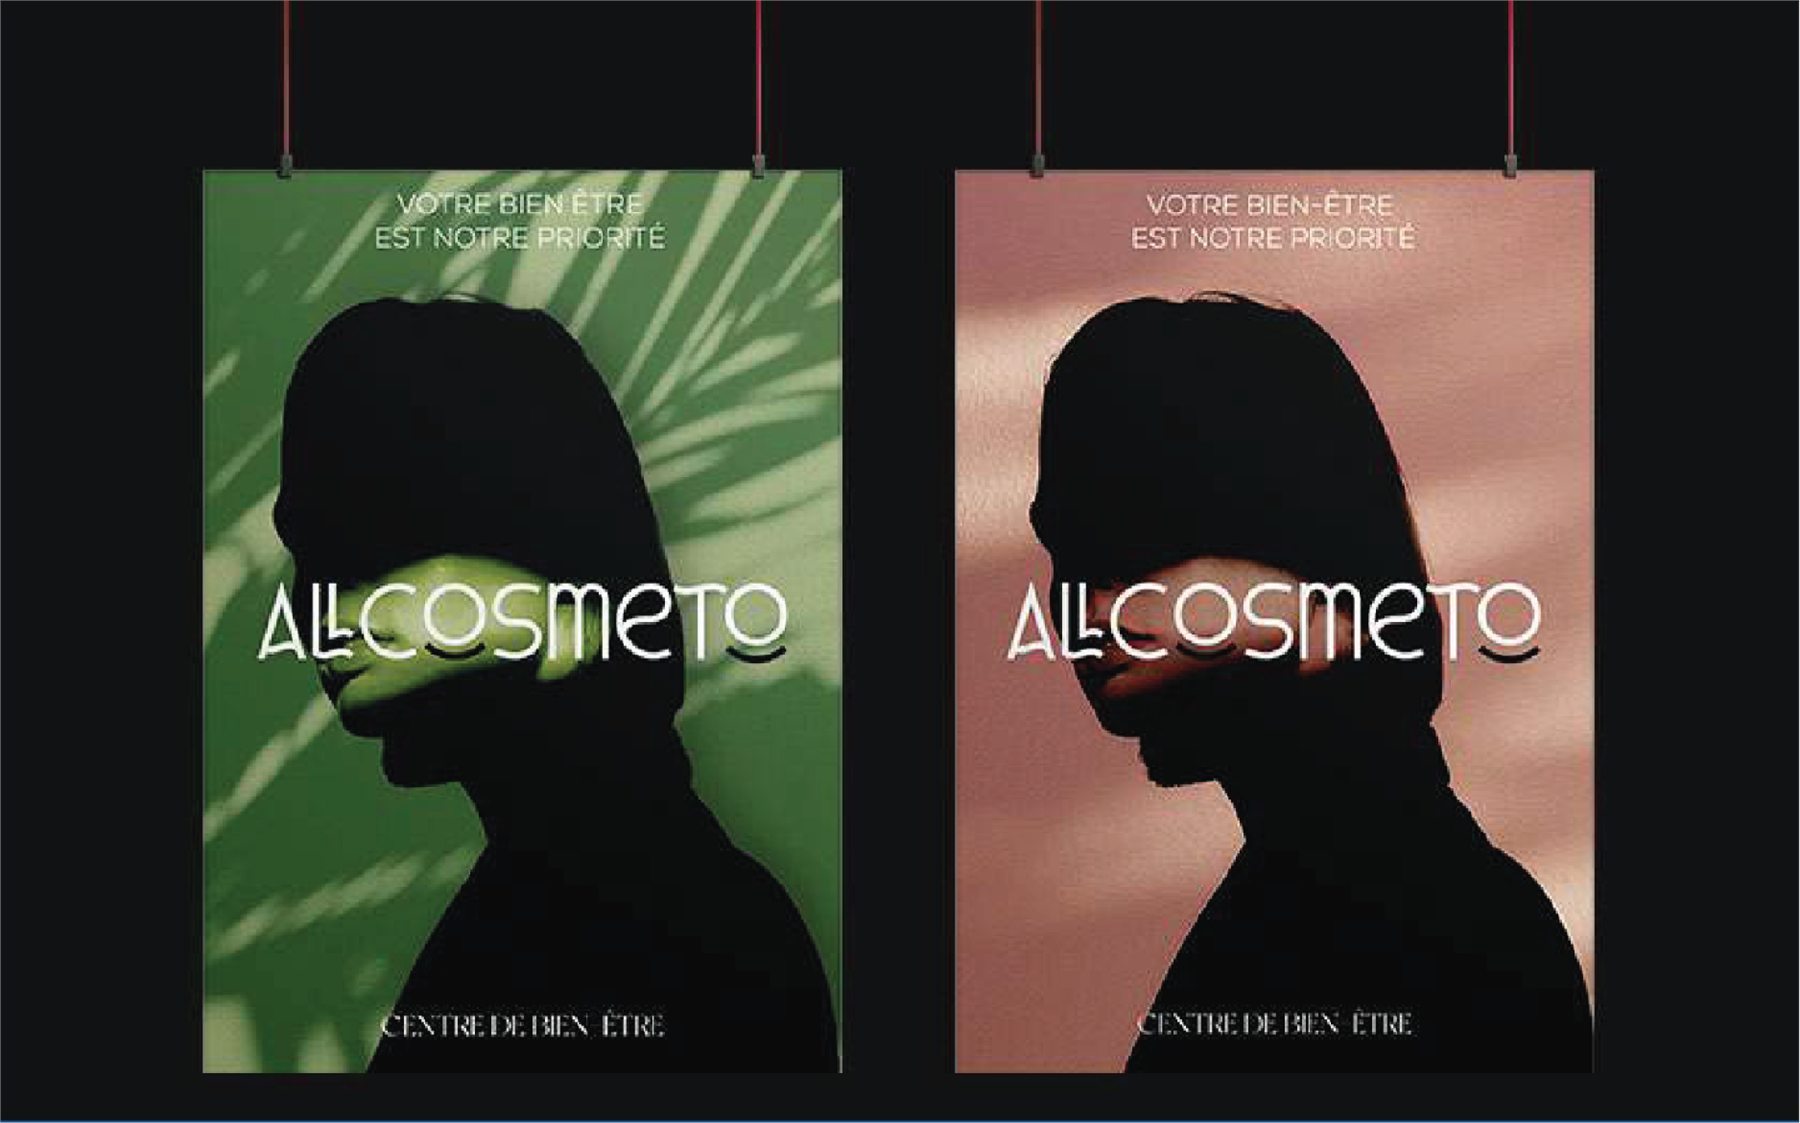 VOTRE BIEN ÊTRE
EST NOTRE PRIORITÉ
ALLCOSMETO
CENTRE DE BIEN-ÊTRE
VOTRE BIEN-ÊTRE
EST NOTRE PRIORITÉ
ALLCOSMETO
CENTRE DE BIEN-ÊTRE